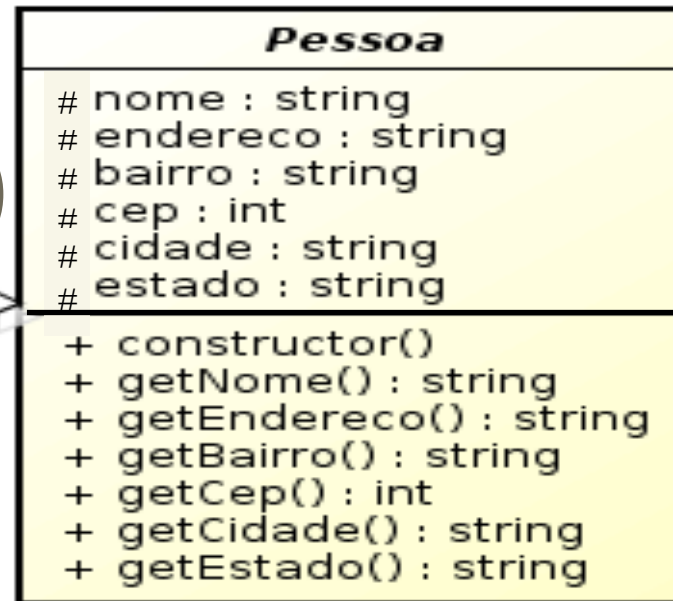 Pessoa
# nome : string
# endereco : string
# bairro : string
# cep : int
# cidade : string
# estado : string
+ constructor()
+ getNome() : string
+ getEndereco() : string
+ getBairro() : string
+ getCep() : int
+ getCidade() : string
+ getEstado() : string